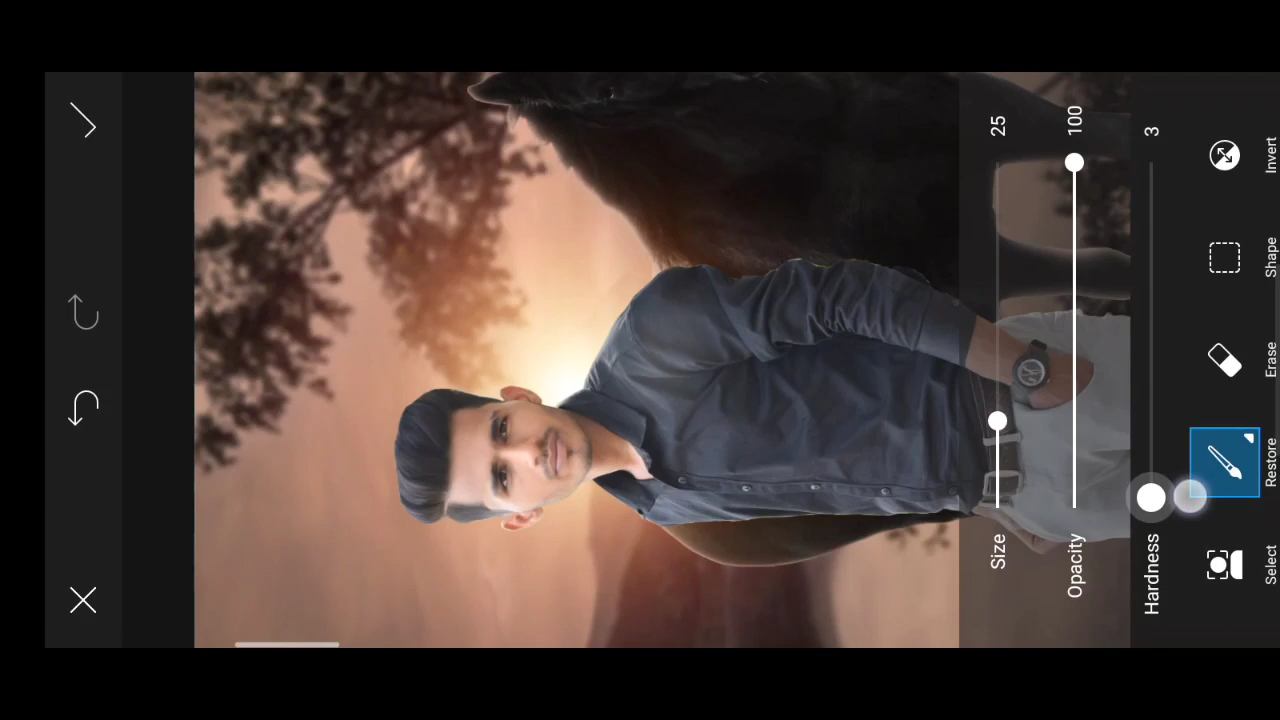 Size
25
Opacity
100
Hardness
3
Select
Restore
Erase
Shape
Invert